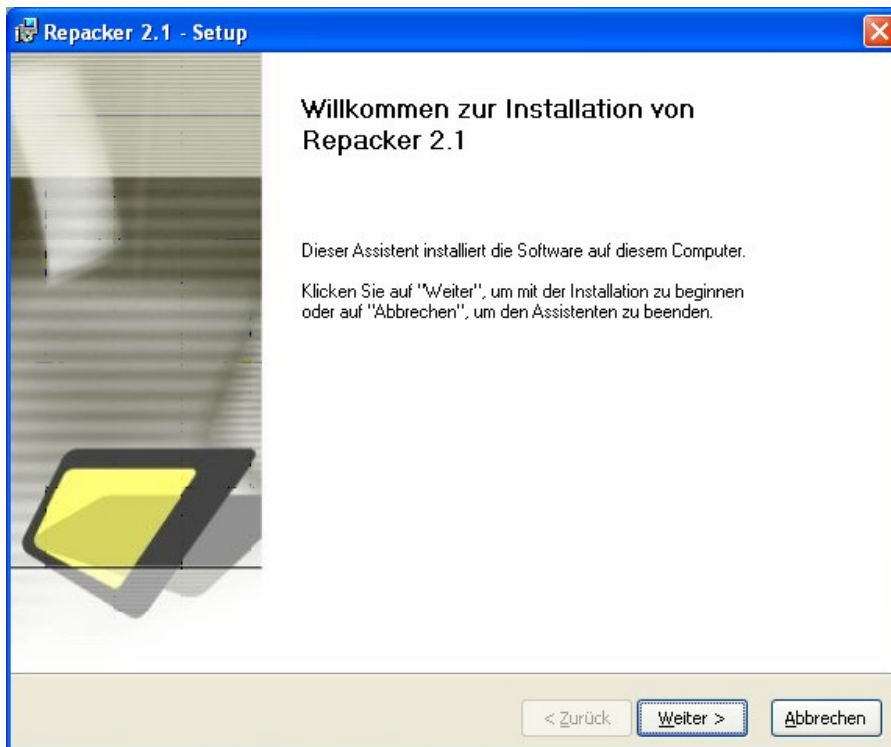 Repacker 2.1 - Setup
Willkommen zur Installation von
Repacker 2.1
Dieser Assistent installiert die Software auf diesem Computer.
Klicken Sie auf "Weiter", um mit der Installation zu beginnen
oder auf "Abbrechen", um den Assistenten zu beenden.
< Zurück
Weiter >
Abbrechen